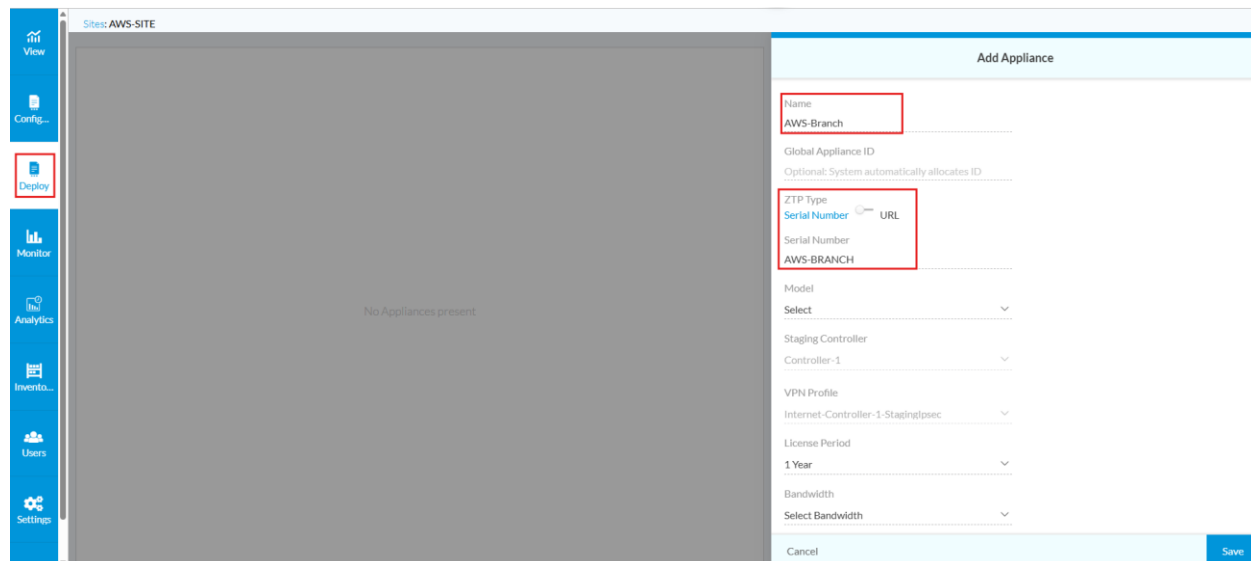 Sites: AWS-SITE
View
Config...
Deploy
Monitor
Analytics
Invento...
Users
Settings
No Appliances present
Add Appliance
Name
AWS-Branch
Global Appliance ID
Optional: System automatically allocates ID
ZTP Type
Serial Number URL
Serial Number
AWS-BRANCH
Model
Select
Staging Controller
Controller-1
VPN Profile
Internet-Controller-1-StagingIpsec
License Period
1 Year
Bandwidth
Select Bandwidth
Cancel Save